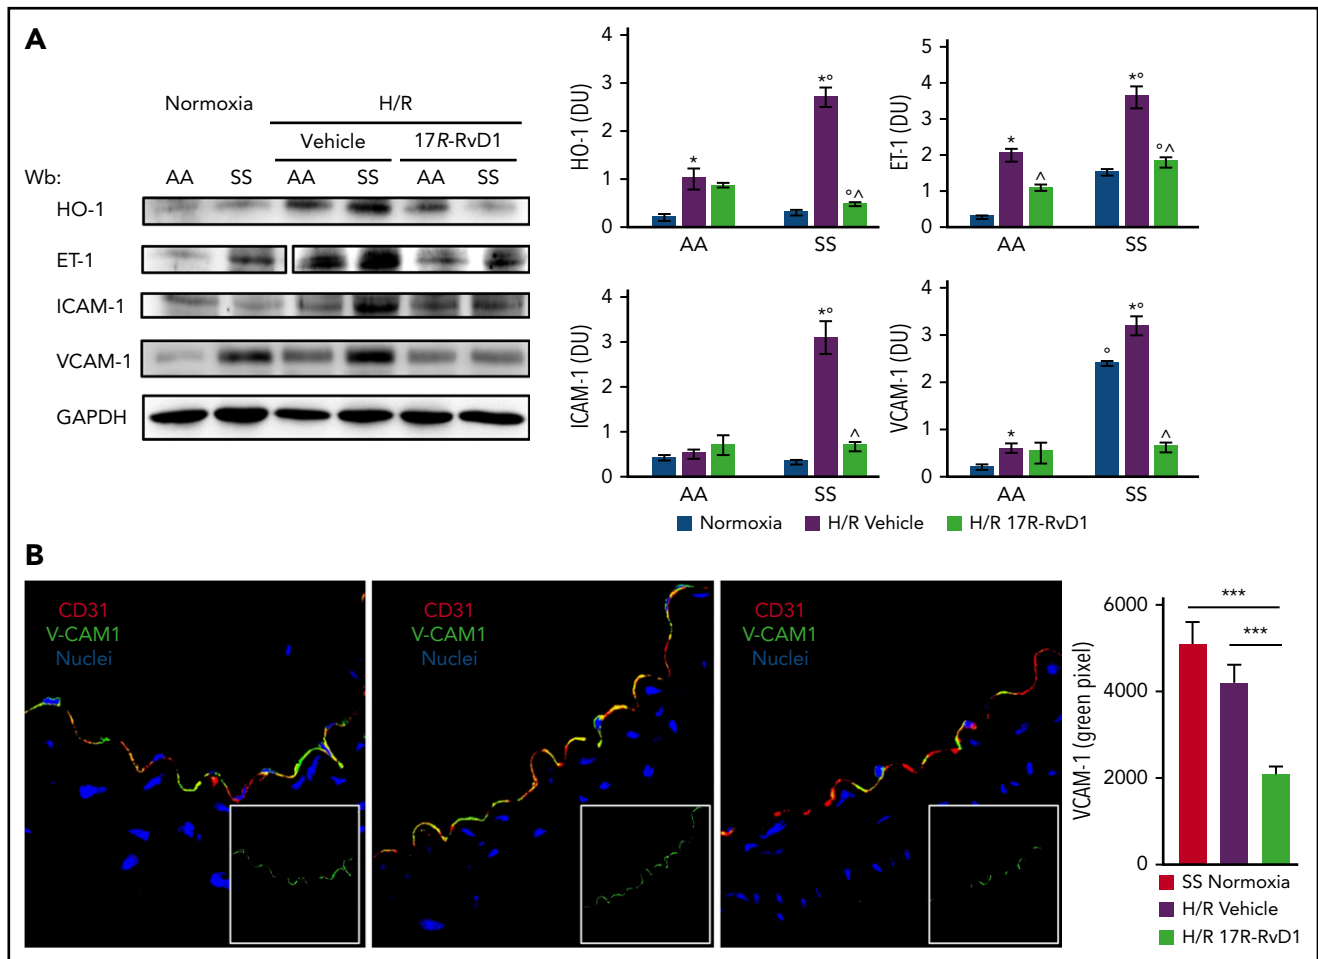 A
Normoxia H/R
Vehicle 17R-RvD1
Wb: AA SS AA SS AA SS
HO-1
ET-1
ICAM-1
VCAM-1
GAPDH
HO-1 (DU)
4
3
2
1
0
*
*°
°^
AA SS
ET-1 (DU)
5
4
3
2
1
0
*
^
*°
°^
AA SS
ICAM-1 (DU)
4
3
2
1
0
*°
^
AA SS
VCAM-1 (DU)
4
3
2
1
0
*
°
*°
^
AA SS
Normoxia H/R Vehicle H/R 17R-RvD1
B
CD31
V-CAM1
Nuclei
CD31
V-CAM1
Nuclei
CD31
V-CAM1
Nuclei
VCAM-1 (green pixel)
6000
4000
2000
0
***
***
SS Normoxia
H/R Vehicle
H/R 17R-RvD1